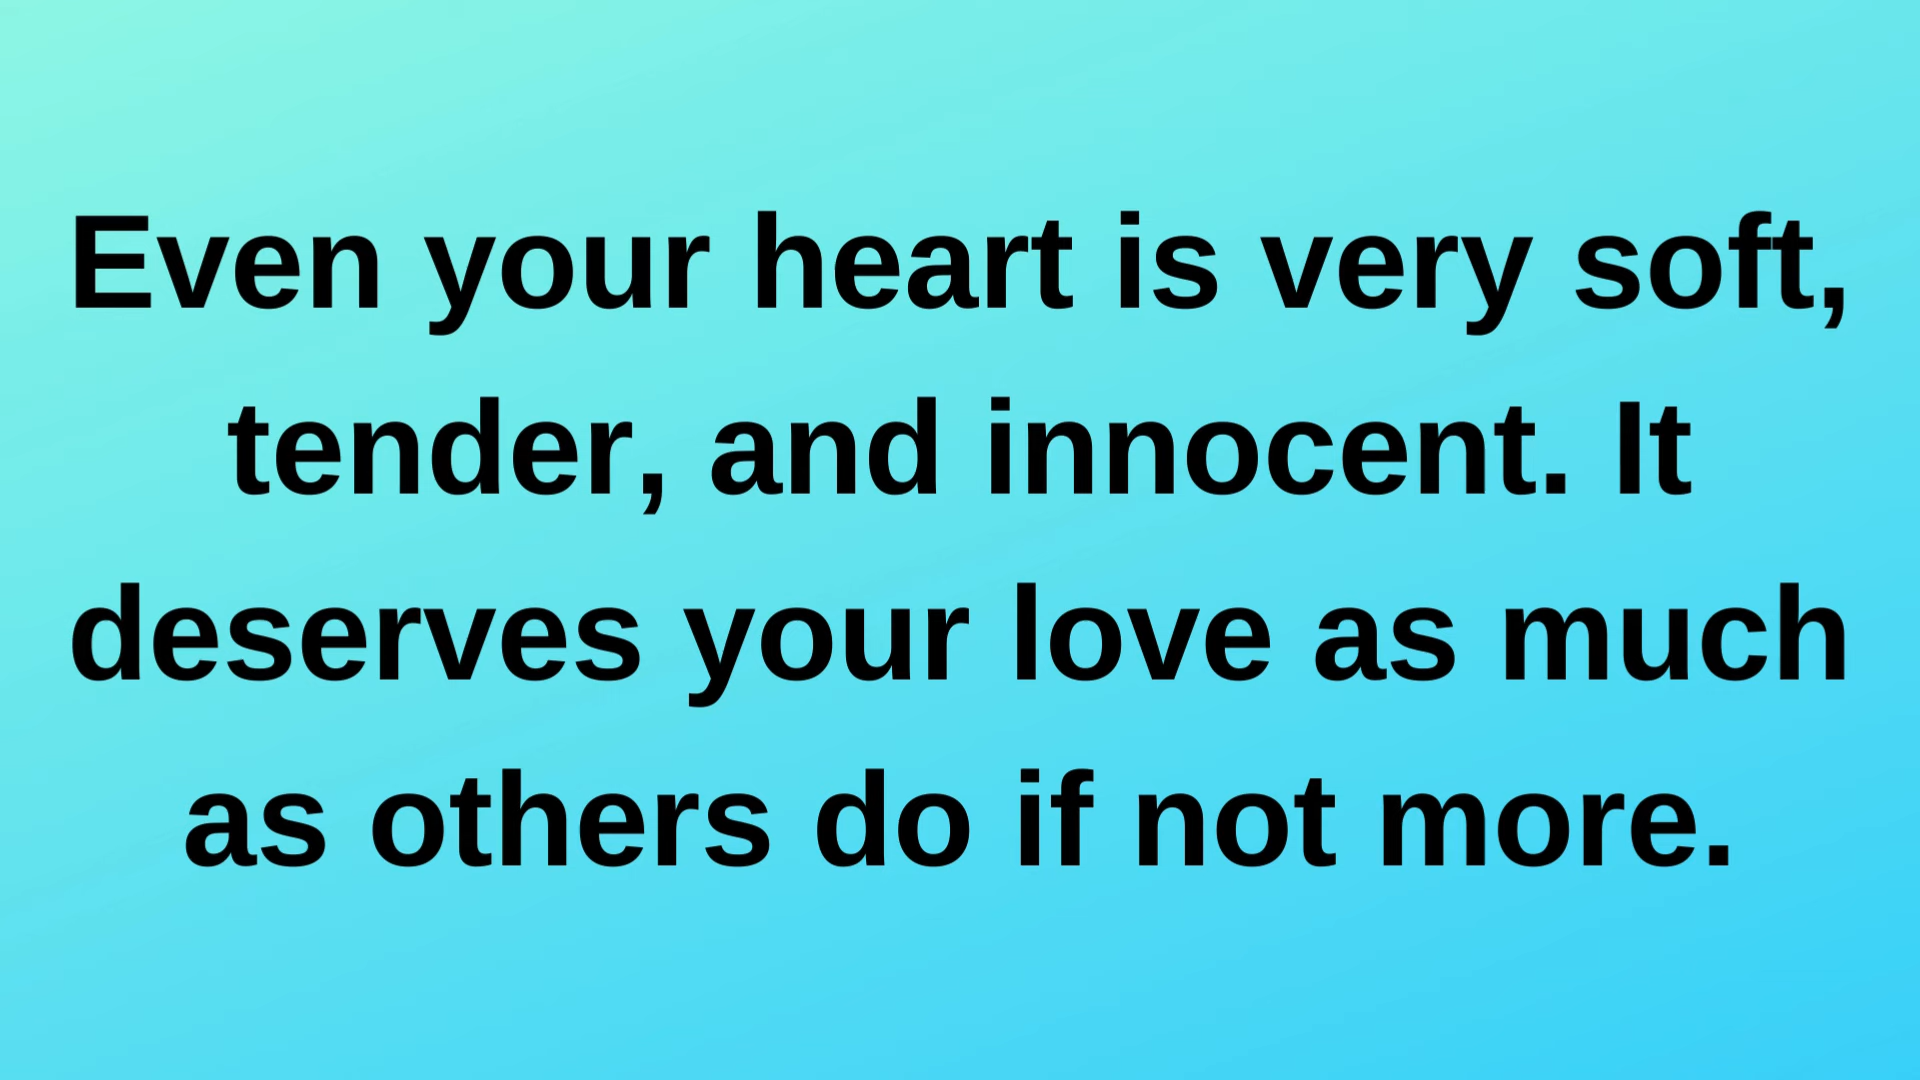 Even your heart is very soft,
tender, and innocent. It
deserves your love as much
as others do if not more.